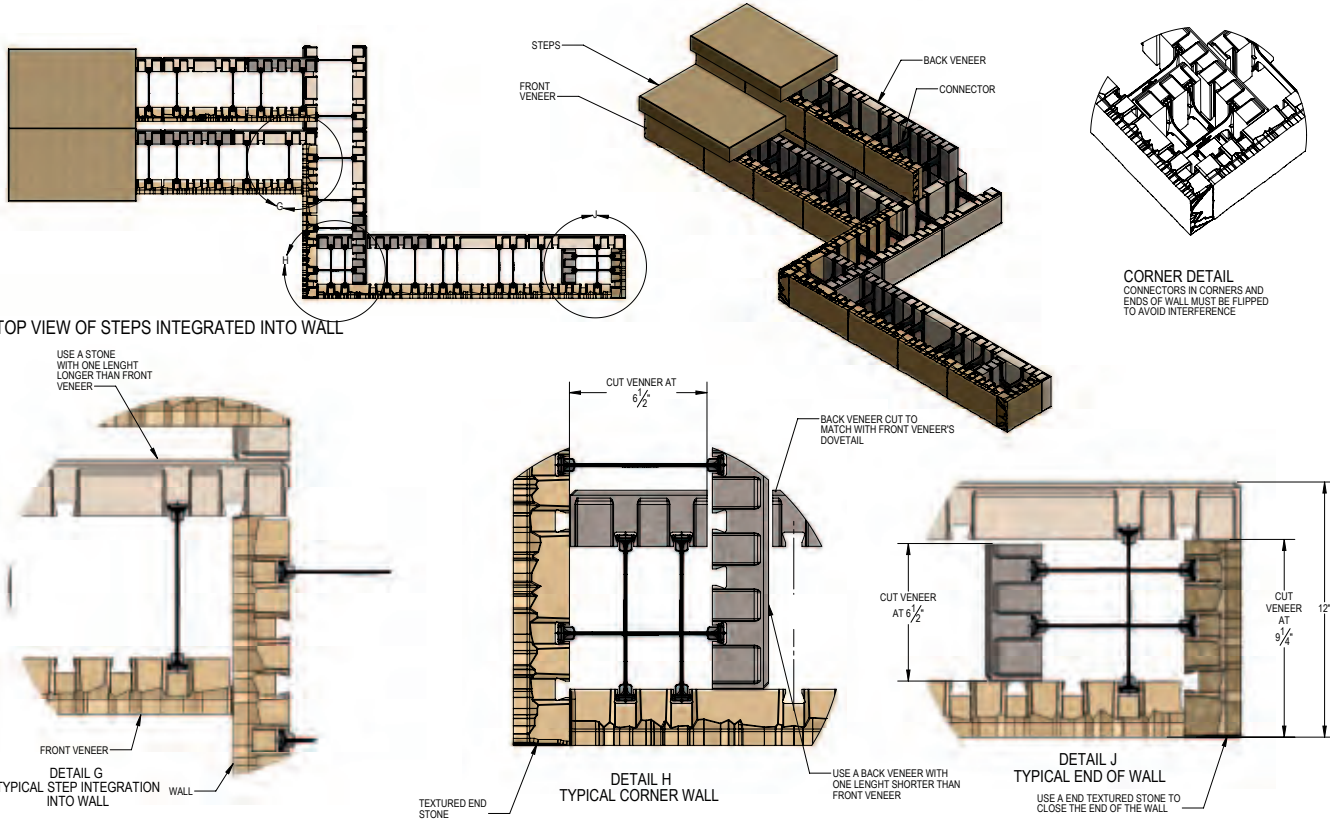 STEPS
FRONT
VENEER
BACK VENEER
CONNECTOR
CORNER DETAIL
CONNECTORS IN CORNERS AND
ENDS OF WALL MUST BE FLIPPED
TO AVOID INTERFERENCE
G
H
J
TOP VIEW OF STEPS INTEGRATED INTO WALL
USE A STONE
WITH ONE LENGHT
LONGER THAN FRONT
VENEER
FRONT VENEER
WALL
DETAIL G
TYPICAL STEP INTEGRATION
INTO WALL
CUT VENNER AT
6 1/2"
BACK VENEER CUT TO
MATCH WITH FRONT VENEER'S
DOVETAIL
TEXTURED END
STONE
DETAIL H
TYPICAL CORNER WALL
USE A BACK VENEER WITH
ONE LENGHT SHORTER THAN
FRONT VENEER
CUT VENEER
AT 6 1/2"
CUT
VENEER
AT
9 1/4"
12"
DETAIL J
TYPICAL END OF WALL
USE A END TEXTURED STONE TO
CLOSE THE END OF THE WALL